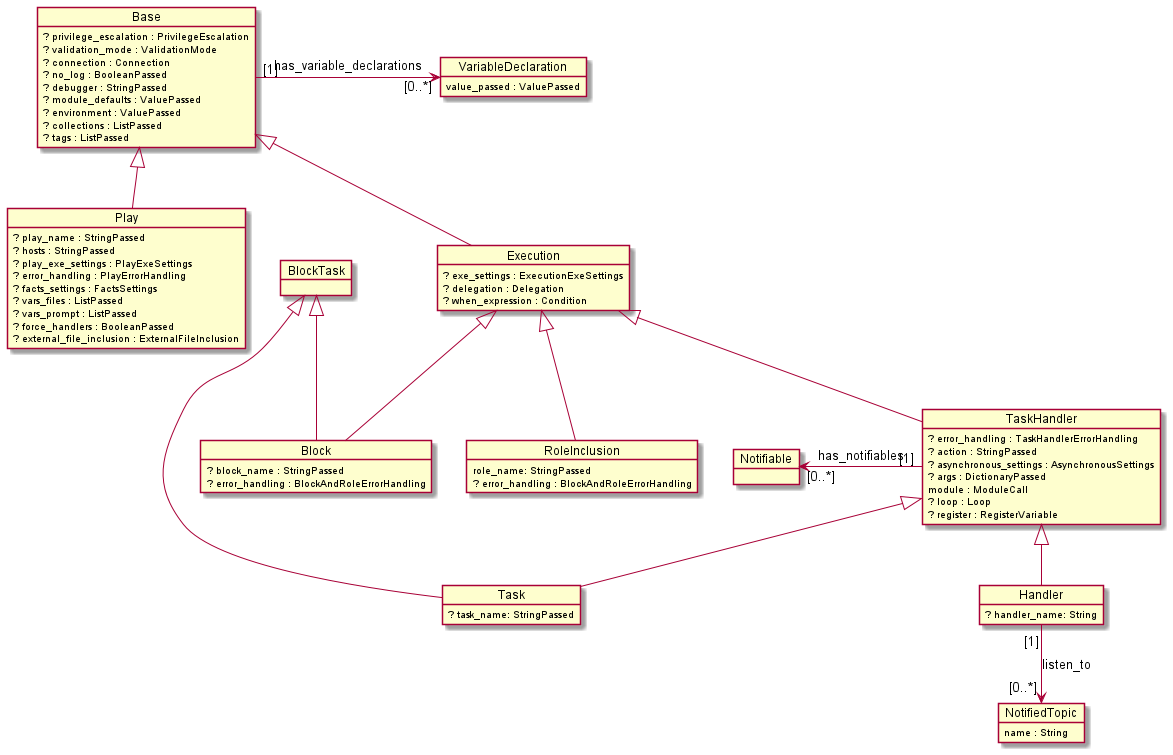 Base
? privilege_escalation : PrivilegeEscalation
? validation_mode : ValidationMode
? connection : Connection
? no_log : BooleanPassed
? debugger : StringPassed
? module_defaults : ValuePassed
? environment : ValuePassed
? collections : ListPassed
? tags : ListPassed
[1]
has_variable_declarations
[0..*]
VariableDeclaration
value_passed : ValuePassed
Play
? play_name : StringPassed
? hosts : StringPassed
? play_exe_settings : PlayExeSettings
? error_handling : PlayErrorHandling
? facts_settings : FactsSettings
? vars_files : ListPassed
? vars_prompt : ListPassed
? force_handlers : BooleanPassed
? external_file_inclusion : ExternalFileInclusion
BlockTask
Execution
? exe_settings : ExecutionExeSettings
? delegation : Delegation
? when_expression : Condition
Block
? block_name : StringPassed
? error_handling : BlockAndRoleErrorHandling
RoleInclusion
role_name: StringPassed
? error_handling : BlockAndRoleErrorHandling
Notifiable
has_notifiables
[1]
[0..*]
TaskHandler
? error_handling : TaskHandlerErrorHandling
? action : StringPassed
? asynchronous_settings : AsynchronousSettings
? args : DictionaryPassed
module : ModuleCall
? loop : Loop
? register : RegisterVariable
Task
? task_name: StringPassed
Handler
? handler_name: String
[1]
listen_to
[0..*]
NotifiedTopic
name : String